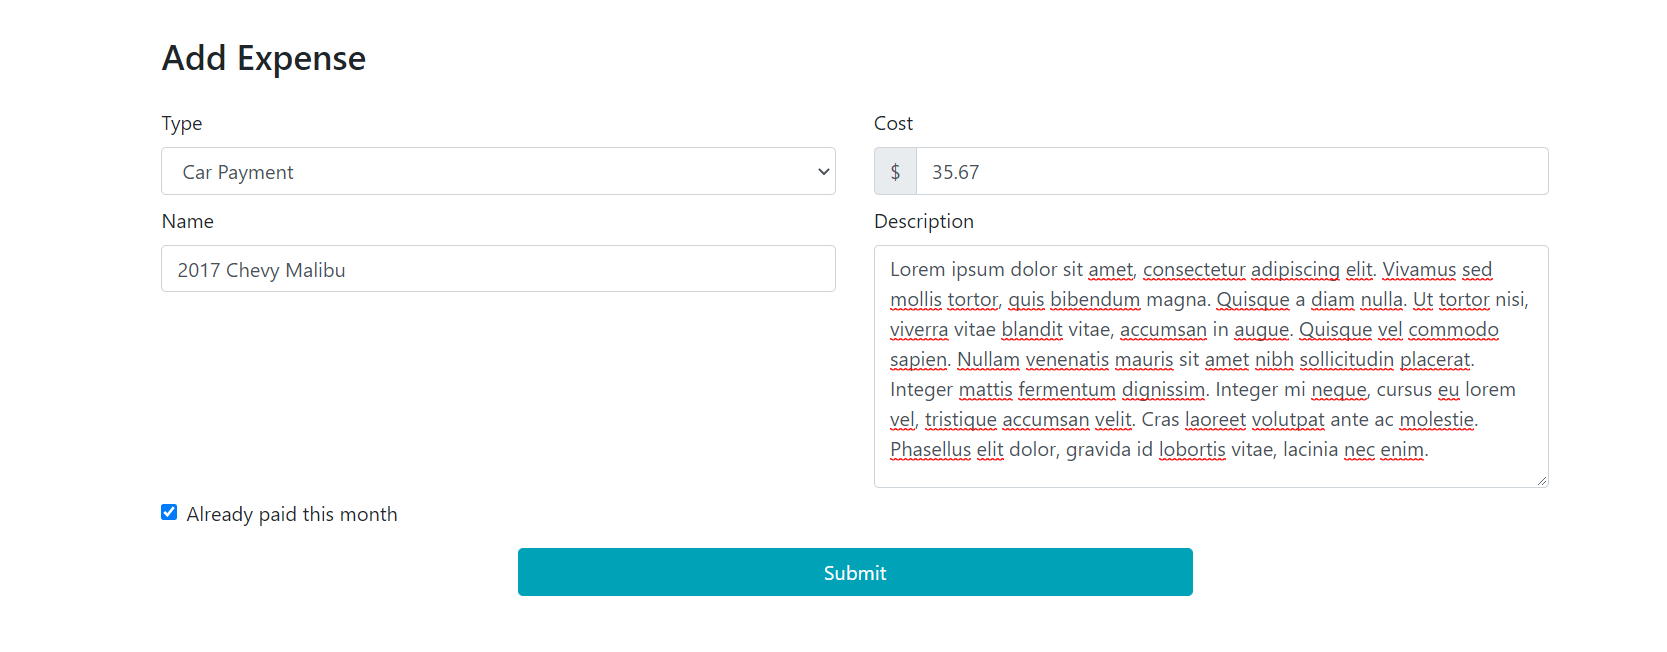 Add Expense
Type
Car Payment
Cost
$ 35.67
Name
2017 Chevy Malibu
Description
Lorem ipsum dolor sit amet, consectetur adipiscing elit. Vivamus sed
mollis tortor, quis bibendum magna. Quisque a diam nulla. Ut tortor nisi,
viverra vitae blandit vitae, accumsan in augue. Quisque vel commodo
sapien. Nullam venenatis mauris sit amet nibh sollicitudin placerat.
Integer mattis fermentum dignissim. Integer mi neque, cursus eu lorem
vel, tristique accumsan velit. Cras laoreet volutpat ante ac molestie.
Phasellus elit dolor, gravida id lobortis vitae, lacinia nec enim.
Already paid this month
Submit